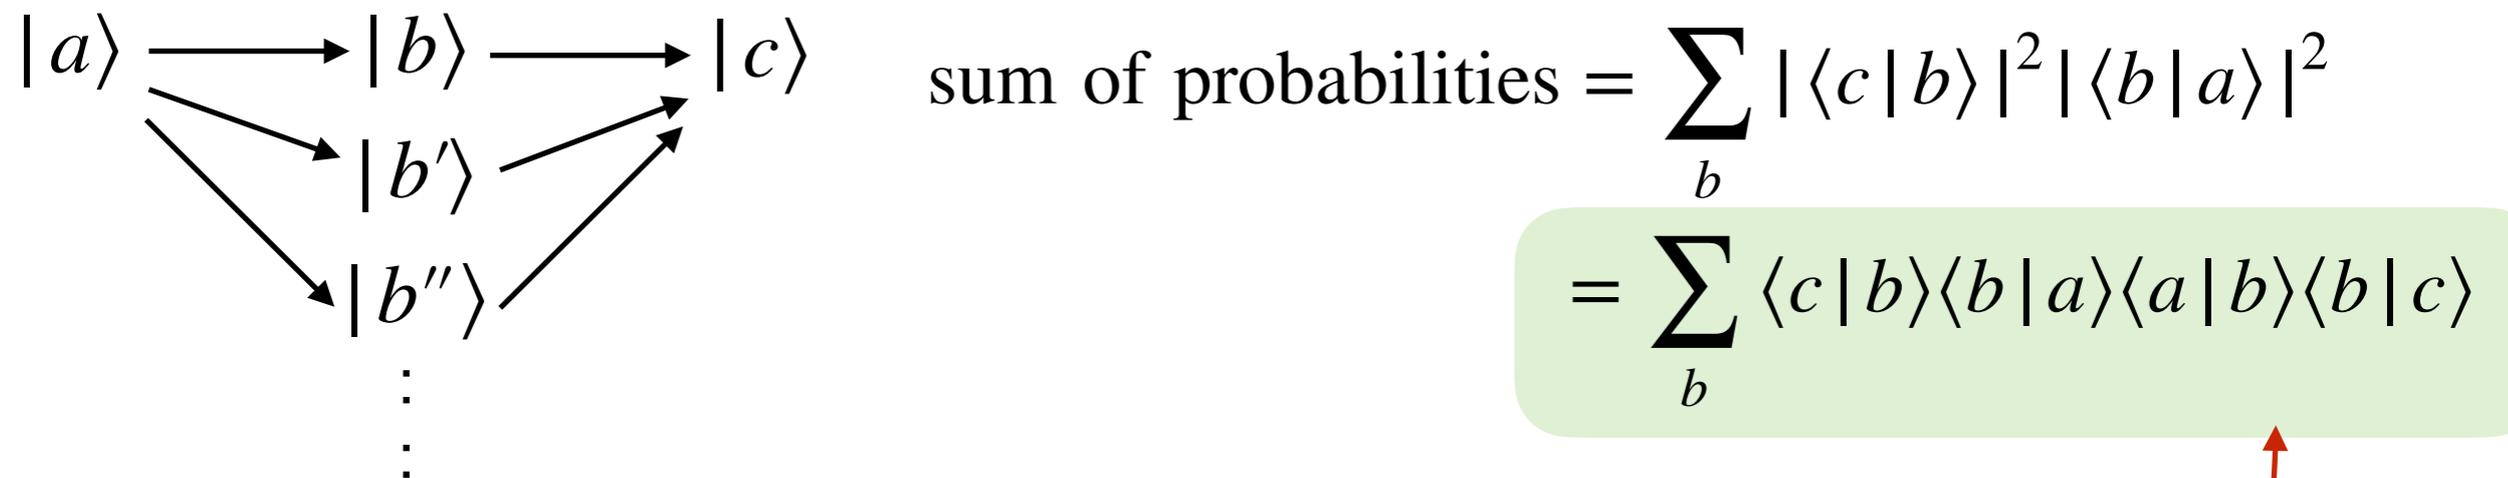 |a⟩ |b⟩ |c⟩
|b′⟩
|b″⟩
sum of probabilities = ∑_b |⟨c|b⟩|² |⟨b|a⟩|²
= ∑_b ⟨c|b⟩⟨b|a⟩⟨a|b⟩⟨b|c⟩